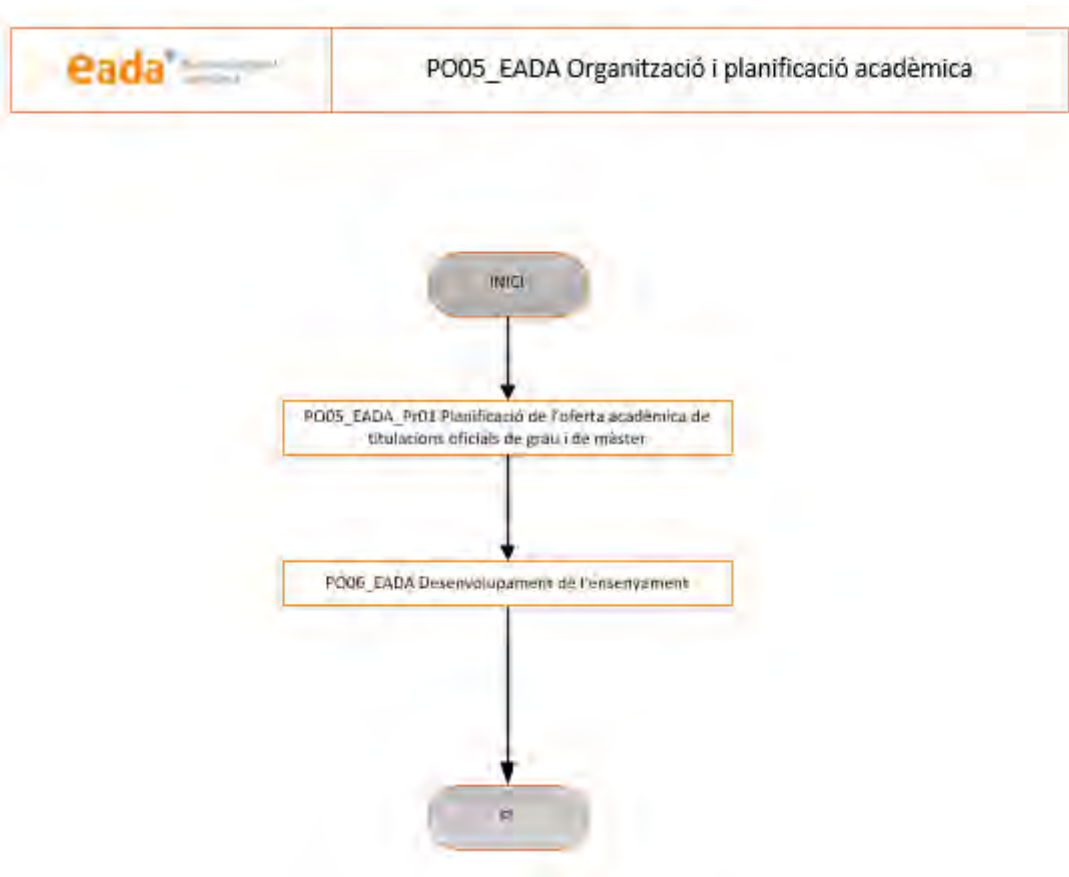 eada
PO05_EADA Organització i planificació acadèmica
INICI
PO05_EADA_Pr01 Planificació de l'oferta acadèmica de
titulacions oficials de grau i de màster
PO06_EADA Desenvolupament de l'ensenyament
FI